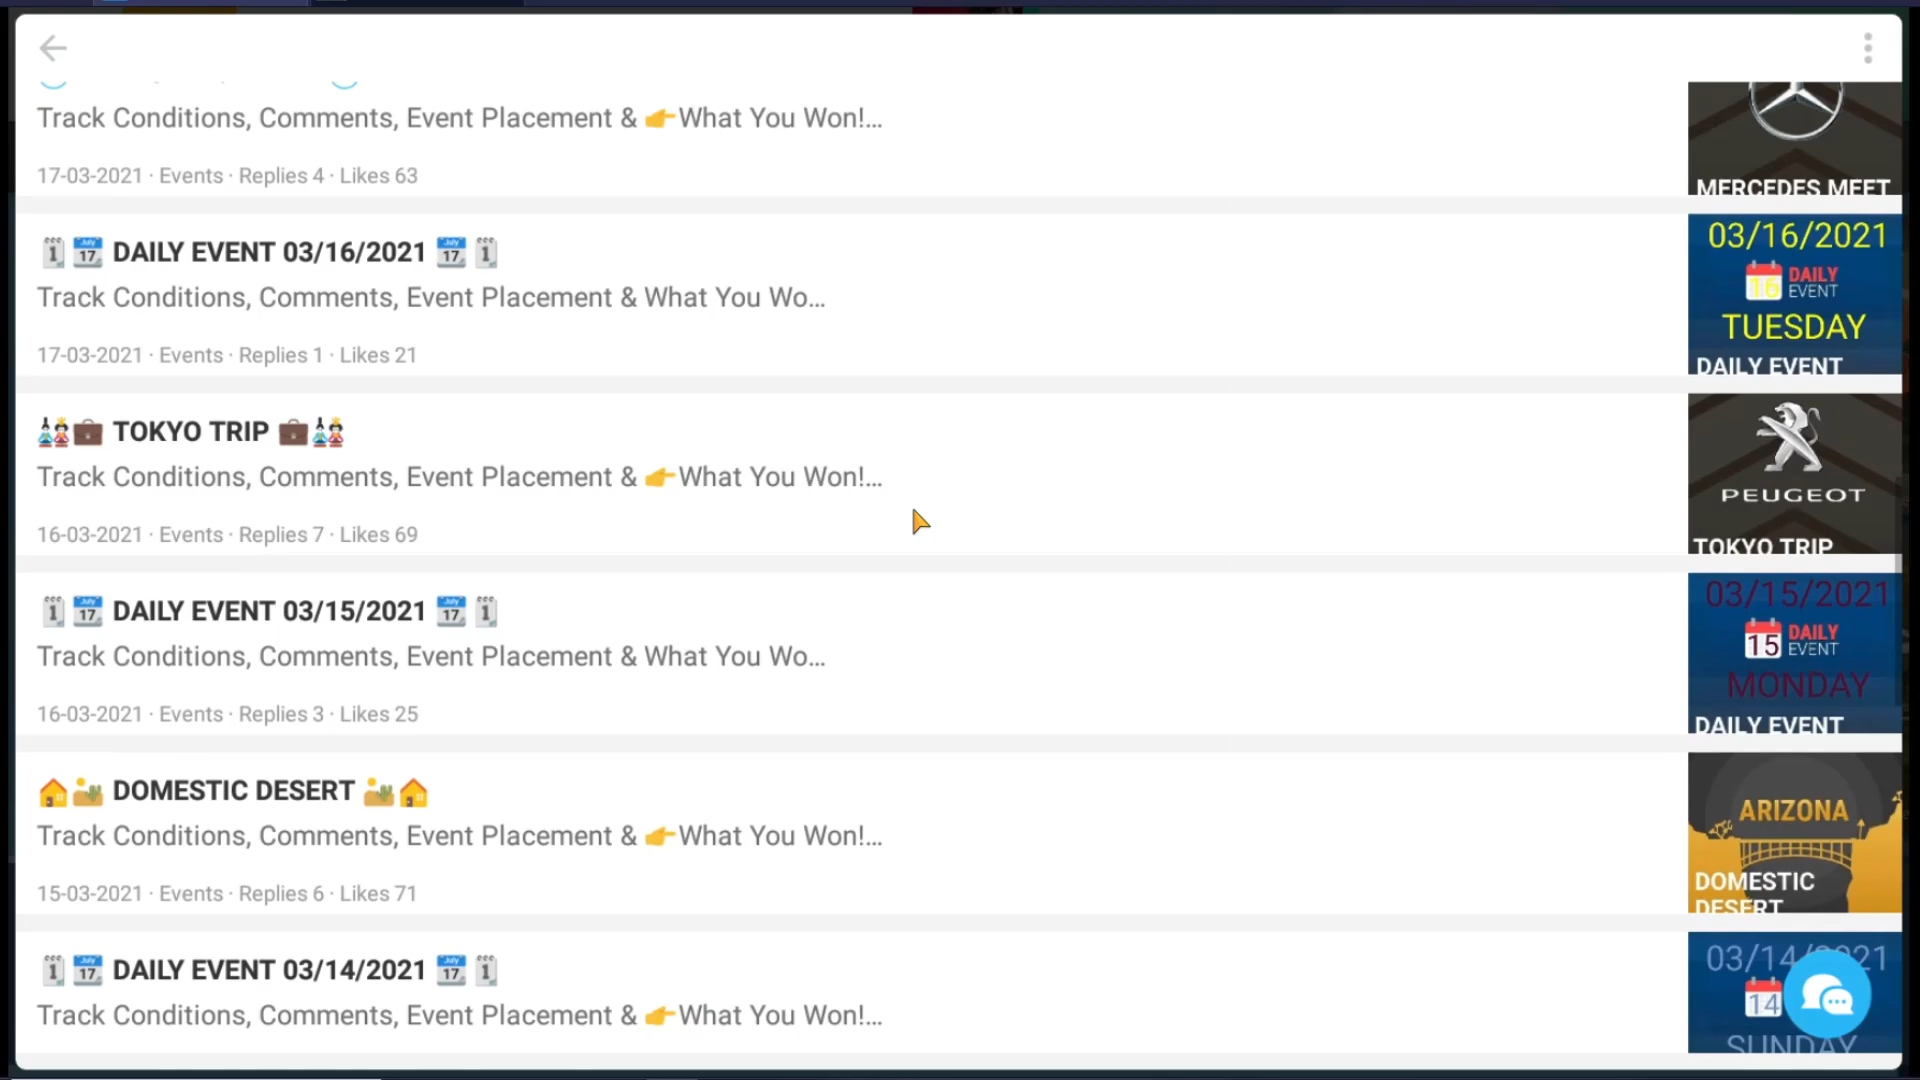 Track Conditions, Comments, Event Placement & 👉What You Won!...
17-03-2021 · Events · Replies 4 · Likes 63
MERCEDES MEET
DAILY EVENT 03/16/2021
Track Conditions, Comments, Event Placement & What You Wo...
17-03-2021 · Events · Replies 1 · Likes 21
03/16/2021
16 DAILY
EVENT
TUESDAY
DAILY EVENT
TOKYO TRIP
Track Conditions, Comments, Event Placement & 👉What You Won!...
16-03-2021 · Events · Replies 7 · Likes 69
PEUGEOT
TOKYO TRIP
DAILY EVENT 03/15/2021
Track Conditions, Comments, Event Placement & What You Wo...
16-03-2021 · Events · Replies 3 · Likes 25
03/15/2021
15 DAILY
EVENT
MONDAY
DAILY EVENT
DOMESTIC DESERT
Track Conditions, Comments, Event Placement & 👉What You Won!...
15-03-2021 · Events · Replies 6 · Likes 71
ARIZONA
DOMESTIC
DESERT
DAILY EVENT 03/14/2021
Track Conditions, Comments, Event Placement & 👉What You Won!...
03/14/2021
14
SUNDAY